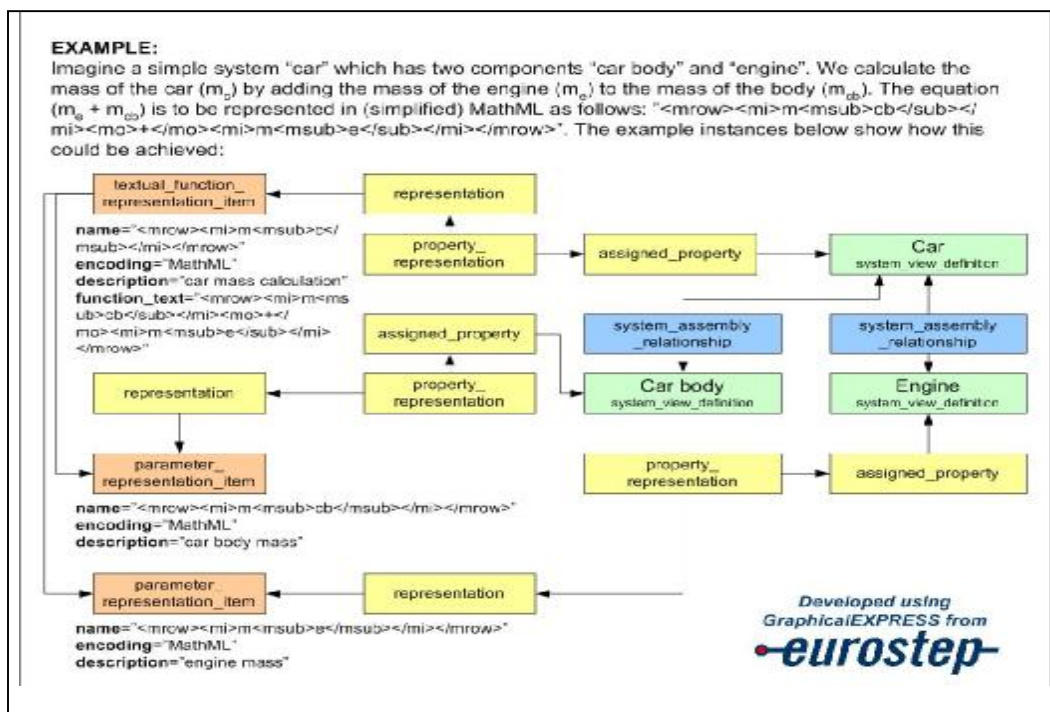 EXAMPLE:
Imagine a simple system “car” which has two components “car body” and “engine”. We calculate the
mass of the car (mc) by adding the mass of the engine (me) to the mass of the body (mcb). The equation
(me + mcb) is to be represented in (simplified) MathML as follows: “<mrow><mi>m<msub>cb</sub></
mi><mo>+</mo><mi>m<msub>e</sub></mi></mrow>”. The example instances below show how this
could be achieved:
textual_function_
representation_item
representation
name=“<mrow><mi>m<msub>c</
msub></mi></mrow>”
encoding=“MathML”
description=“car mass calculation”
function_text=“<mrow><mi>m<ms
ub>cb</sub></mi><mo>+</
mo><mi>m<msub>e</sub></mi>
</mrow>”
property_
representation
assigned_property
Car
system_view_definition
assigned_property
system_assembly
_relationship
system_assembly
_relationship
representation
property_
representation
Car body
system_view_definition
Engine
system_view_definition
parameter_
representation_item
property_
representation
assigned_property
name=“<mrow><mi>m<msub>cb</msub></mi></mrow>”
encoding=“MathML”
description=“car body mass”
parameter_
representation_item
representation
name=“<mrow><mi>m<msub>e</msub></mi></mrow>”
encoding=“MathML”
description=“engine mass”
Developed using
GraphicalEXPRESS from
eurostep